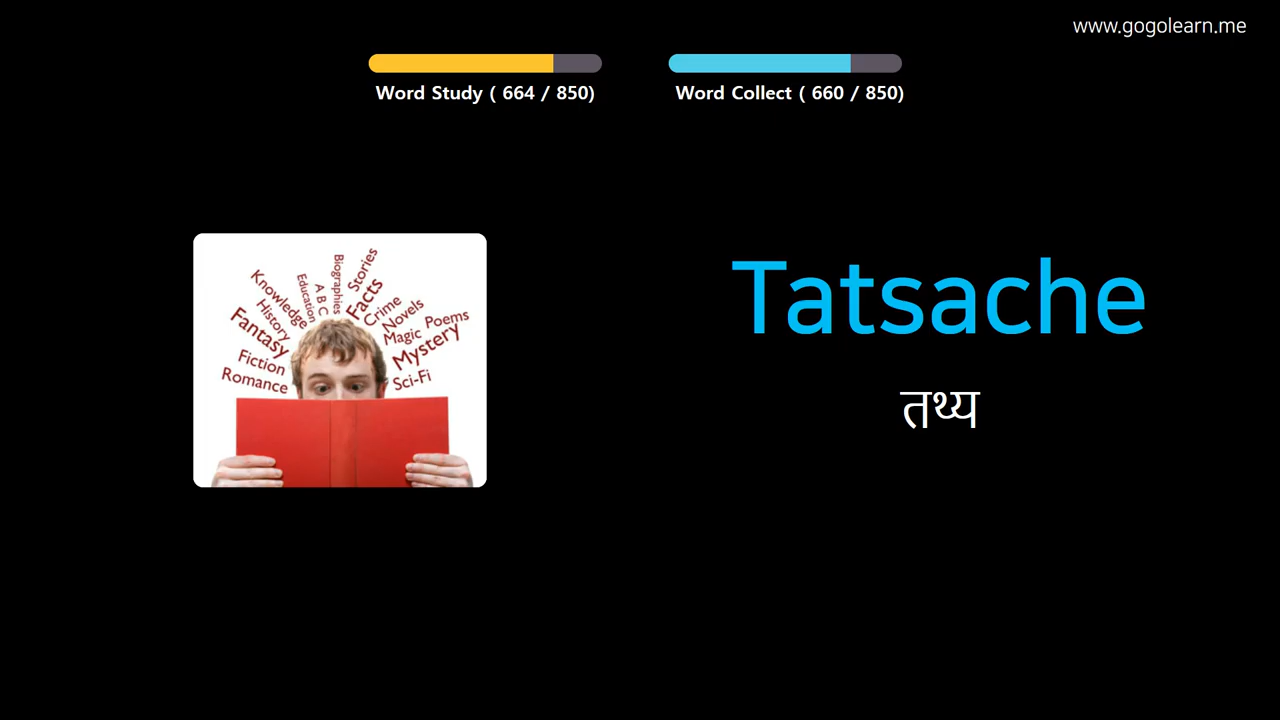 www.gogolearn.me
Word Study ( 664 / 850)
Word Collect ( 660 / 850)
Knowledge
History
Fantasy
Fiction
Romance
Education
A B C
Biographies
Stories
Facts
Crime
Novels
Magic
Poems
Mystery
Sci-Fi
Tatsache
तथ्य